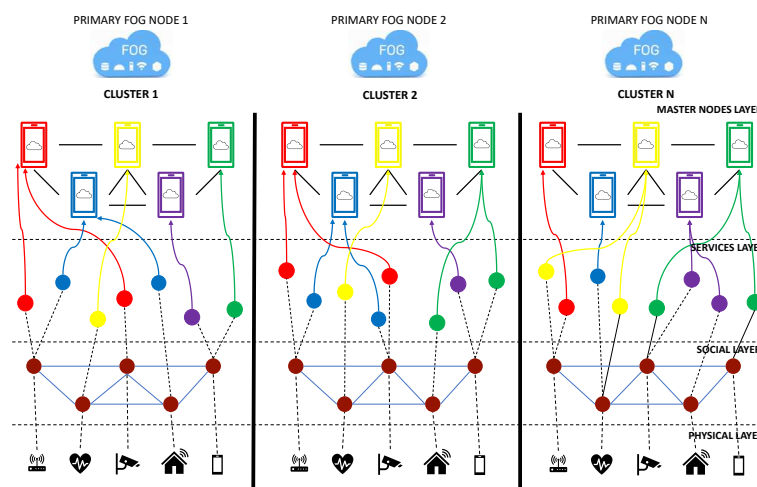 PRIMARY FOG NODE 1
PRIMARY FOG NODE 2
PRIMARY FOG NODE N
FOG
FOG
FOG
CLUSTER 1
CLUSTER 2
CLUSTER N
MASTER NODES LAYER
SERVICES LAYER
SOCIAL LAYER
PHYSICAL LAYER